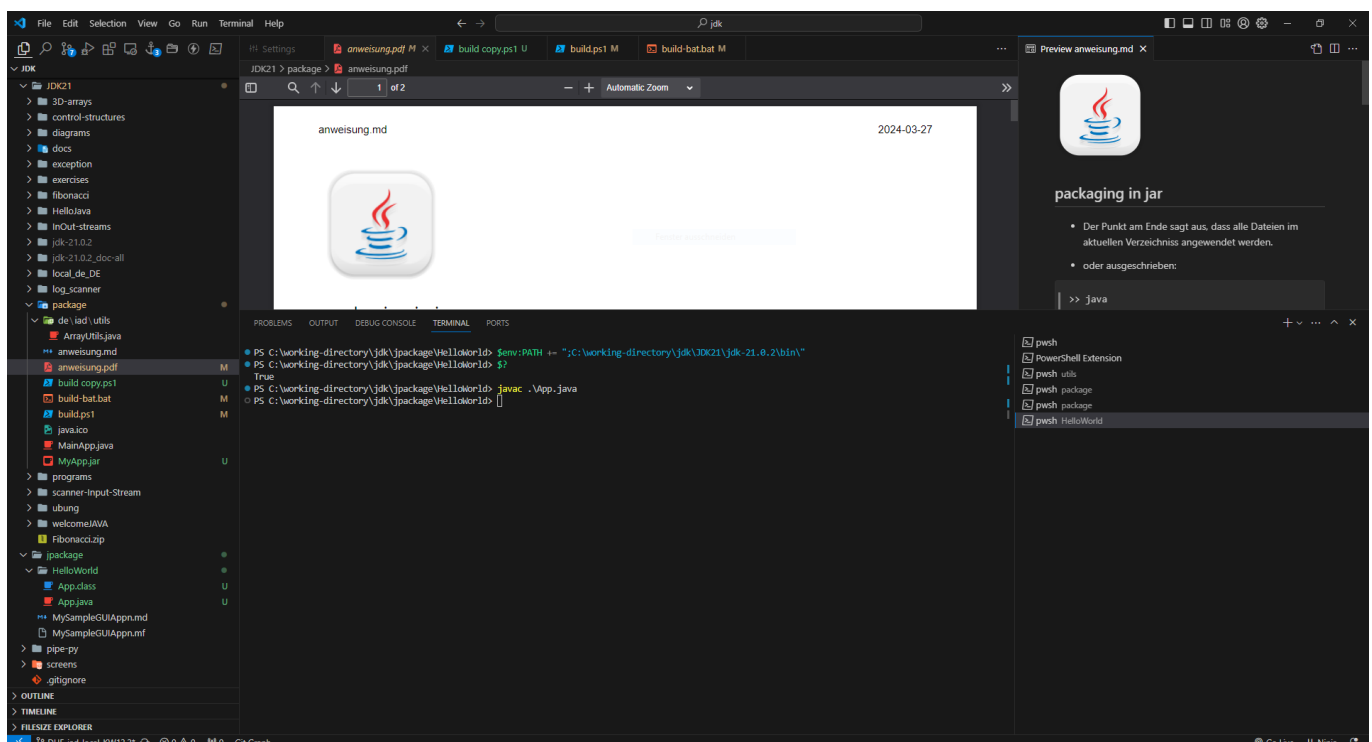 File Edit Selection View Go Run Terminal Help
jdk
JDK
JDK21
3D-arrays
control-structures
diagrams
docs
exception
exercises
fibonacci
HelloJava
InOut-streams
jdk-21.0.2
jdk-21.0.2_doc-all
local_de_DE
log_scanner
package
de \ iad \ utils
ArrayUtils.java
anweisung.md
anweisung.pdf M
build copy.ps1 U
build-bat.bat M
build.ps1 M
java.ico
MainApp.java
MyApp.jar U
programs
scanner-Input-Stream
ubung
welcomeJAVA
Fibonacci.zip
jpackage
HelloWorld
App.class U
App.java U
MySampleGUIAppn.md
MySampleGUIAppn.mf
pipe-py
screens
.gitignore
OUTLINE
TIMELINE
FILESIZE EXPLORER
Settings anweisung.pdf M build copy.ps1 U build.ps1 M build-bat.bat M
JDK21 > package > anweisung.pdf
1 of 2 Automatic Zoom
anweisung.md 2024-03-27
PROBLEMS OUTPUT DEBUG CONSOLE TERMINAL PORTS
PS C:\working-directory\jdk\jpackage\HelloWorld> $env:PATH += ";C:\working-directory\jdk\JDK21\jdk-21.0.2\bin\"
PS C:\working-directory\jdk\jpackage\HelloWorld> $?
True
PS C:\working-directory\jdk\jpackage\HelloWorld> javac .\App.java
PS C:\working-directory\jdk\jpackage\HelloWorld>
Preview anweisung.md
packaging in jar
Der Punkt am Ende sagt aus, dass alle Dateien im
aktuellen Verzeichniss angewendet werden.
oder ausgeschrieben:
>> java
pwsh
PowerShell Extension
pwsh utils
pwsh package
pwsh package
pwsh HelloWorld